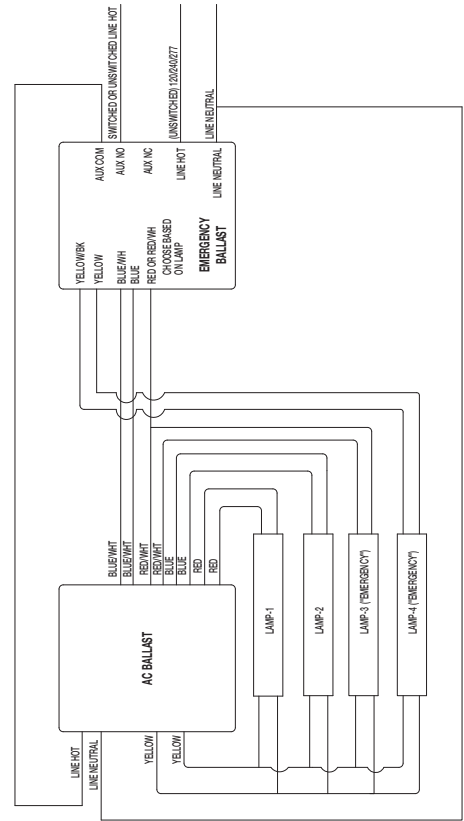 LINE HOT
LINE NEUTRAL
YELLOW
YELLOW
AC BALLAST
BLUE/WHT
BLUE/WHT
RED/WHT
RED/WHT
BLUE
BLUE
RED
RED
LAMP-1
LAMP-2
LAMP-3 ("EMERGENCY")
LAMP-4 ("EMERGENCY")
YELLOW/BK
YELLOW
BLUE/WH
BLUE
RED OR RED/WH
CHOOSE BASED
ON LAMP
EMERGENCY
BALLAST
AUX COM
AUX NO
AUX NC
LINE HOT
LINE NEUTRAL
SWITCHED OR UNSWITCHED LINE HOT
(UNSWITCHED) 120/240/277
LINE NEUTRAL